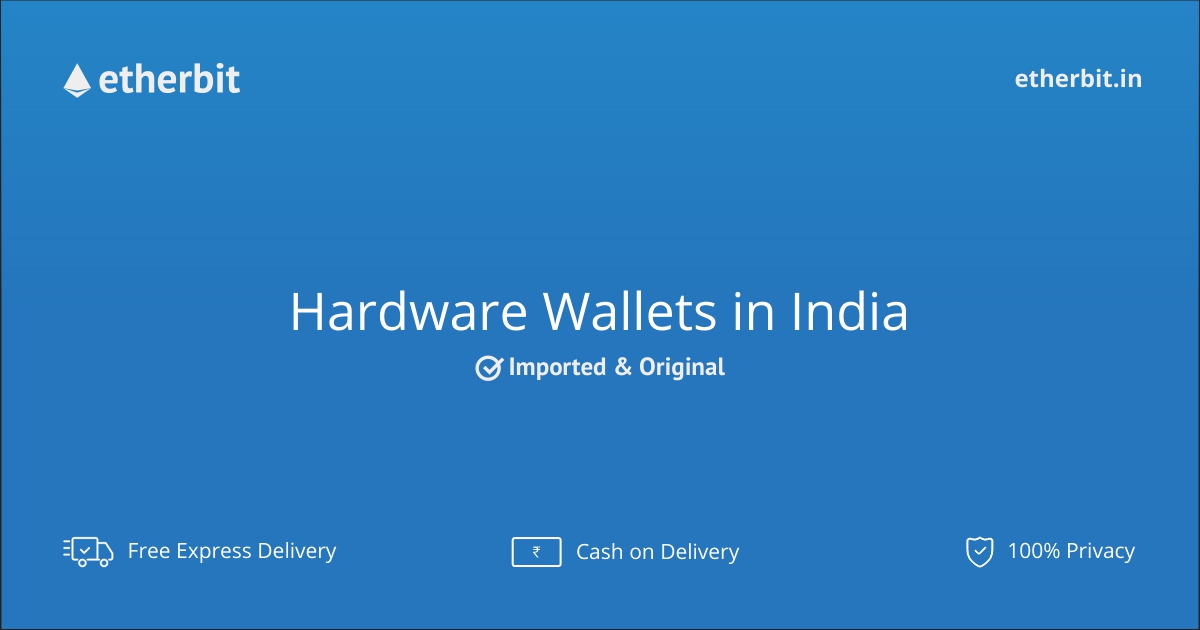 etherbit
etherbit.in
Hardware Wallets in India
Imported & Original
Free Express Delivery
₹
Cash on Delivery
100% Privacy